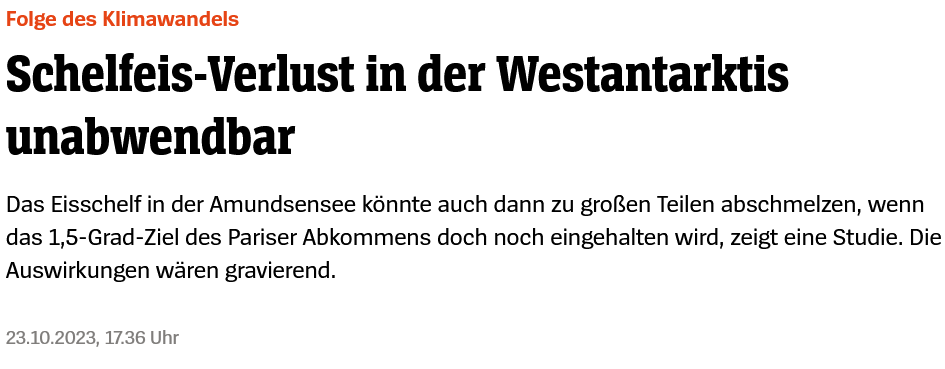 Folge des Klimawandels
Schelfeis-Verlust in der Westantarktis
unabwendbar
Das Eisschelf in der Amundsensee könnte auch dann zu großen Teilen abschmelzen, wenn
das 1,5-Grad-Ziel des Pariser Abkommens doch noch eingehalten wird, zeigt eine Studie. Die
Auswirkungen wären gravierend.
23.10.2023, 17.36 Uhr